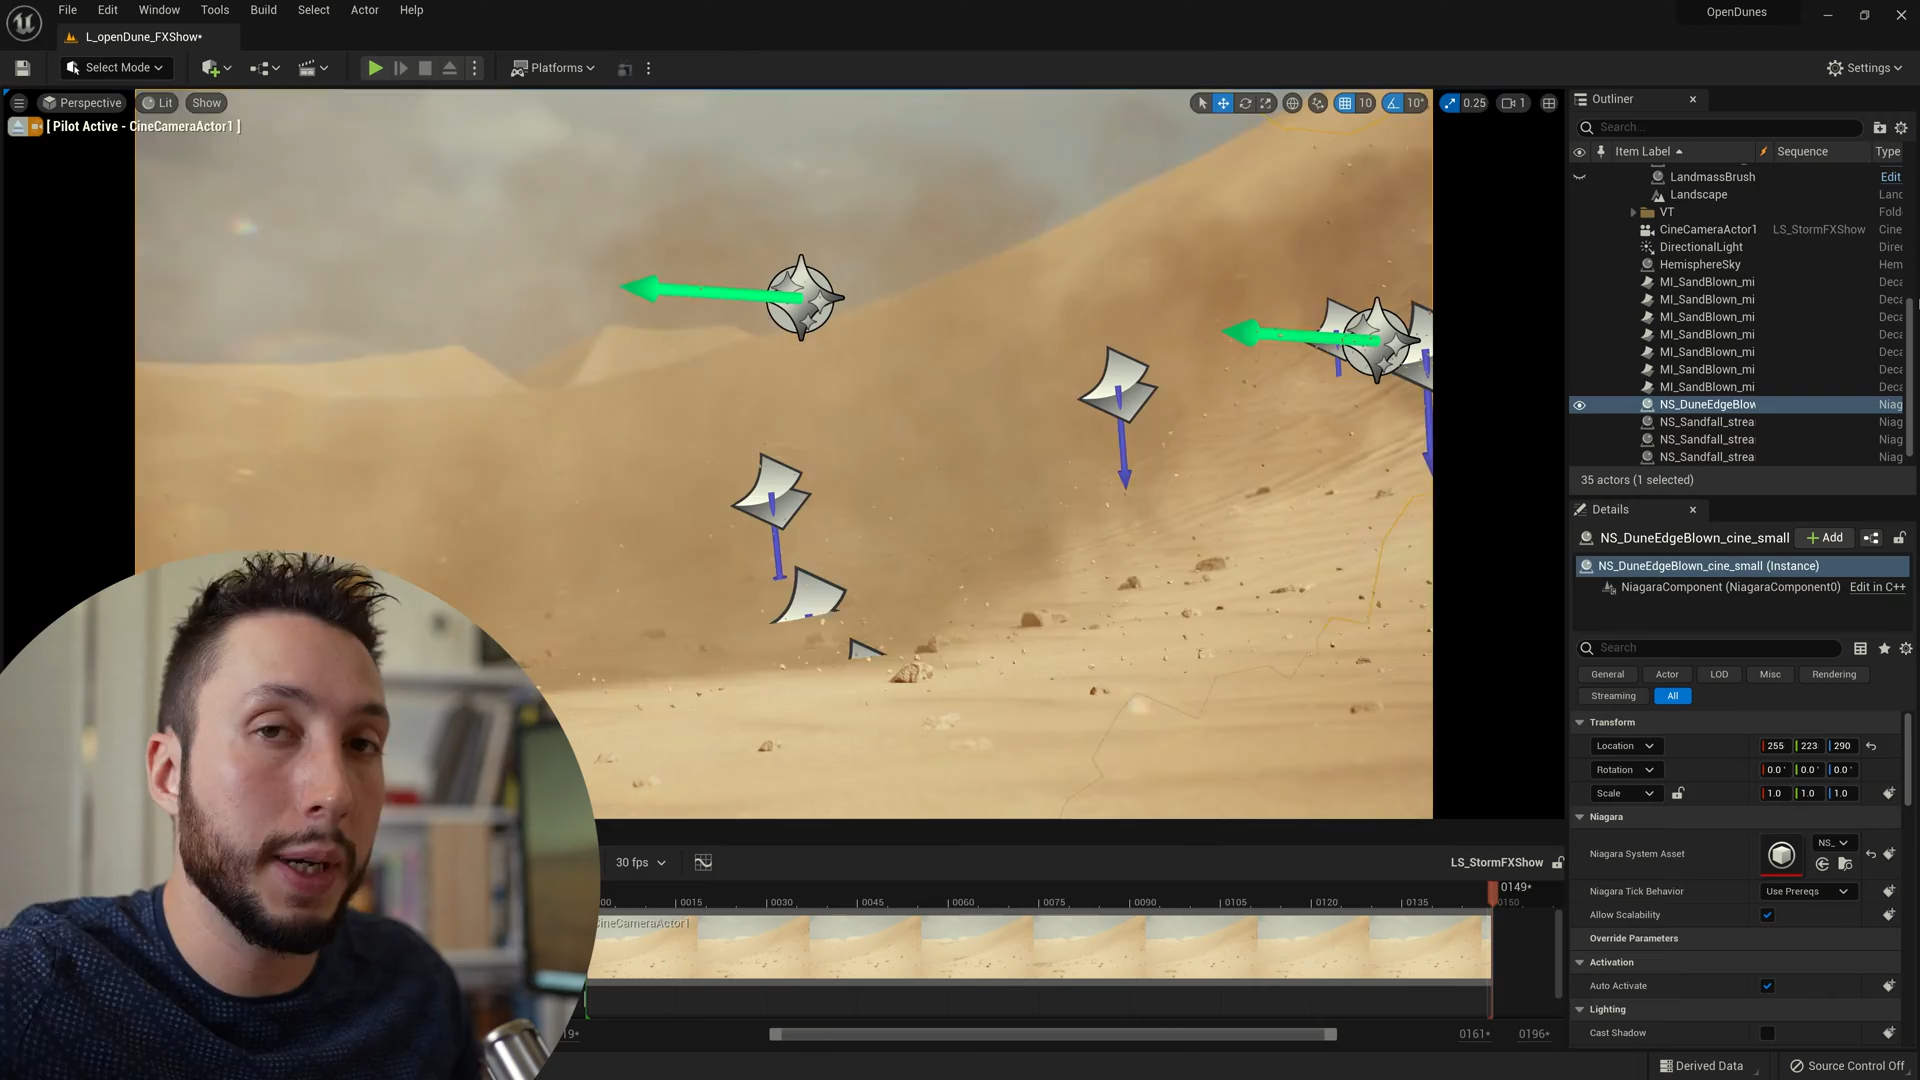 File Edit Window Tools Build Select Actor Help
OpenDunes
L_openDune_FXShow*
Select Mode
Platforms
Settings
Perspective
Lit
Show
10
10°
0.25
1
[ Pilot Active - CineCameraActor1 ]
Outliner
Search...
Item Label
Sequence
Type
LandmassBrush
Edit
Landscape
Land
VT
Fold
CineCameraActor1
LS_StormFXShow
Cine
DirectionalLight
Direc
HemisphereSky
Hem
MI_SandBlown_mi
Deca
MI_SandBlown_mi
Deca
MI_SandBlown_mi
Deca
MI_SandBlown_mi
Deca
MI_SandBlown_mi
Deca
MI_SandBlown_mi
Deca
MI_SandBlown_mi
Deca
NS_DuneEdgeBlow
Niag
NS_Sandfall_strea
Niag
NS_Sandfall_strea
Niag
NS_Sandfall_strea
Niag
35 actors (1 selected)
Details
NS_DuneEdgeBlown_cine_small
Add
NS_DuneEdgeBlown_cine_small (Instance)
NiagaraComponent (NiagaraComponent0)
Edit in C++
Search
General
Actor
LOD
Misc
Rendering
Streaming
All
Transform
Location
255
223
290
Rotation
0.0°
0.0°
0.0°
Scale
1.0
1.0
1.0
Niagara
Niagara System Asset
NS_
Niagara Tick Behavior
Use Prereqs
Allow Scalability
Override Parameters
Activation
Auto Activate
Lighting
Cast Shadow
30 fps
LS_StormFXShow
0149*
00
0015
0030
0045
0060
0075
0090
0105
0120
0135
0150
CineCameraActor1
19*
0161*
0196*
Derived Data
Source Control Off